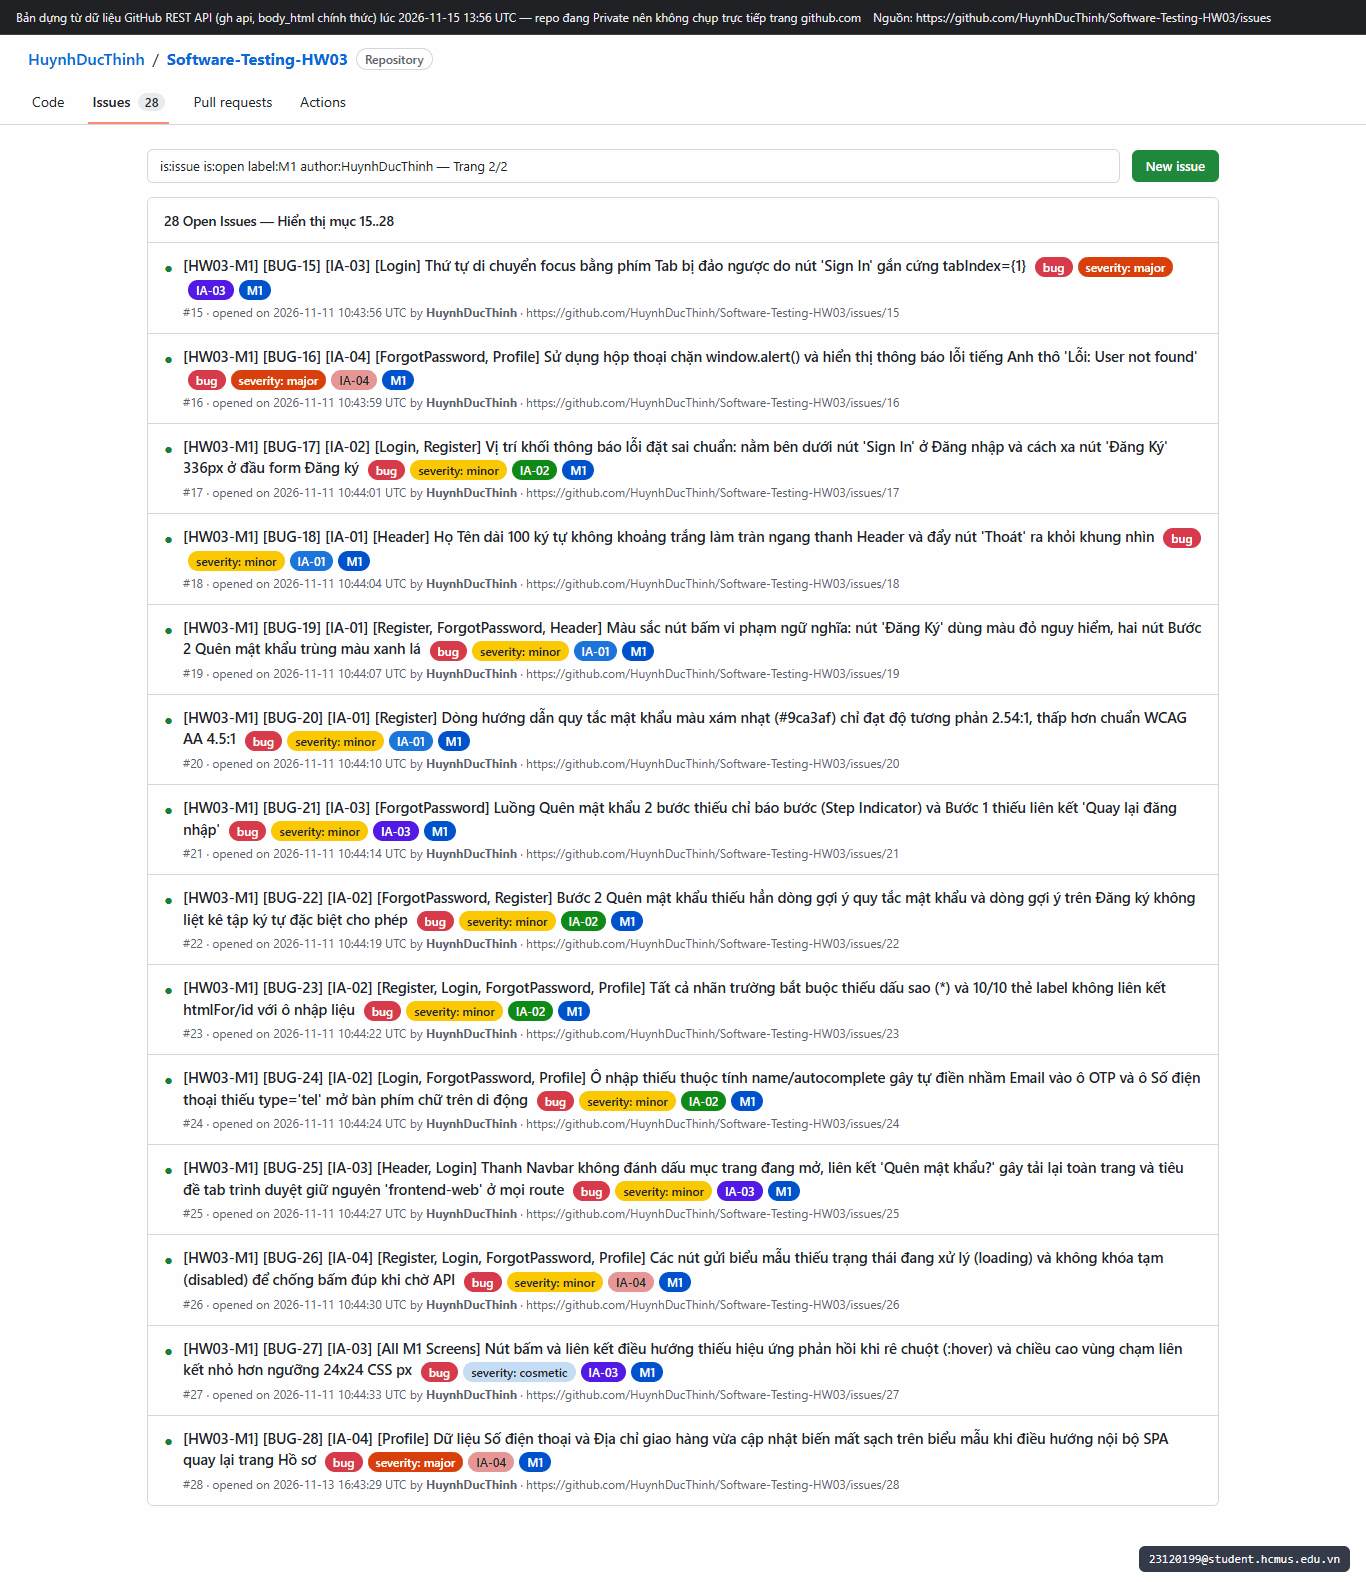 Bản dựng từ dữ liệu GitHub REST API (gh api, body_html chính thức) lúc 2026-11-15 13:56 UTC — repo đang Private nên không chụp trực tiếp trang github.com Nguồn: https://github.com/HuynhDucThinh/Software-Testing-HW03/issues
HuynhDucThinh / Software-Testing-HW03 Repository
Code Issues 28 Pull requests Actions
is:issue is:open label:M1 author:HuynhDucThinh — Trang 2/2 New issue
28 Open Issues — Hiển thị mục 15..28
[HW03-M1] [BUG-15] [IA-03] [Login] Thứ tự di chuyển focus bằng phím Tab bị đảo ngược do nút 'Sign In' gắn cứng tabIndex={1} bug severity: major
IA-03 M1
#15 · opened on 2026-11-11 10:43:56 UTC by HuynhDucThinh · https://github.com/HuynhDucThinh/Software-Testing-HW03/issues/15
[HW03-M1] [BUG-16] [IA-04] [ForgotPassword, Profile] Sử dụng hộp thoại chặn window.alert() và hiển thị thông báo lỗi tiếng Anh thô 'Lỗi: User not found'
bug severity: major IA-04 M1
#16 · opened on 2026-11-11 10:43:59 UTC by HuynhDucThinh · https://github.com/HuynhDucThinh/Software-Testing-HW03/issues/16
[HW03-M1] [BUG-17] [IA-02] [Login, Register] Vị trí khối thông báo lỗi đặt sai chuẩn: nằm bên dưới nút 'Sign In' ở Đăng nhập và cách xa nút 'Đăng Ký'
336px ở đầu form Đăng ký bug severity: minor IA-02 M1
#17 · opened on 2026-11-11 10:44:01 UTC by HuynhDucThinh · https://github.com/HuynhDucThinh/Software-Testing-HW03/issues/17
[HW03-M1] [BUG-18] [IA-01] [Header] Họ Tên dài 100 ký tự không khoảng trắng làm tràn ngang thanh Header và đẩy nút 'Thoát' ra khỏi khung nhìn bug
severity: minor IA-01 M1
#18 · opened on 2026-11-11 10:44:04 UTC by HuynhDucThinh · https://github.com/HuynhDucThinh/Software-Testing-HW03/issues/18
[HW03-M1] [BUG-19] [IA-01] [Register, ForgotPassword, Header] Màu sắc nút bấm vi phạm ngữ nghĩa: nút 'Đăng Ký' dùng màu đỏ nguy hiểm, hai nút Bước
2 Quên mật khẩu trùng màu xanh lá bug severity: minor IA-01 M1
#19 · opened on 2026-11-11 10:44:07 UTC by HuynhDucThinh · https://github.com/HuynhDucThinh/Software-Testing-HW03/issues/19
[HW03-M1] [BUG-20] [IA-01] [Register] Dòng hướng dẫn quy tắc mật khẩu màu xám nhạt (#9ca3af) chỉ đạt độ tương phản 2.54:1, thấp hơn chuẩn WCAG
AA 4.5:1 bug severity: minor IA-01 M1
#20 · opened on 2026-11-11 10:44:10 UTC by HuynhDucThinh · https://github.com/HuynhDucThinh/Software-Testing-HW03/issues/20
[HW03-M1] [BUG-21] [IA-03] [ForgotPassword] Luồng Quên mật khẩu 2 bước thiếu chỉ báo bước (Step Indicator) và Bước 1 thiếu liên kết 'Quay lại đăng
nhập' bug severity: minor IA-03 M1
#21 · opened on 2026-11-11 10:44:14 UTC by HuynhDucThinh · https://github.com/HuynhDucThinh/Software-Testing-HW03/issues/21
[HW03-M1] [BUG-22] [IA-02] [ForgotPassword, Register] Bước 2 Quên mật khẩu thiếu hẳn dòng gợi ý quy tắc mật khẩu và dòng gợi ý trên Đăng ký không
liệt kê tập ký tự đặc biệt cho phép bug severity: minor IA-02 M1
#22 · opened on 2026-11-11 10:44:19 UTC by HuynhDucThinh · https://github.com/HuynhDucThinh/Software-Testing-HW03/issues/22
[HW03-M1] [BUG-23] [IA-02] [Register, Login, ForgotPassword, Profile] Tất cả nhãn trường bắt buộc thiếu dấu sao (*) và 10/10 thẻ label không liên kết
htmlFor/id với ô nhập liệu bug severity: minor IA-02 M1
#23 · opened on 2026-11-11 10:44:22 UTC by HuynhDucThinh · https://github.com/HuynhDucThinh/Software-Testing-HW03/issues/23
[HW03-M1] [BUG-24] [IA-02] [Login, ForgotPassword, Profile] Ô nhập thiếu thuộc tính name/autocomplete gây tự điền nhầm Email vào ô OTP và ô Số điện
thoại thiếu type='tel' mở bàn phím chữ trên di động bug severity: minor IA-02 M1
#24 · opened on 2026-11-11 10:44:24 UTC by HuynhDucThinh · https://github.com/HuynhDucThinh/Software-Testing-HW03/issues/24
[HW03-M1] [BUG-25] [IA-03] [Header, Login] Thanh Navbar không đánh dấu mục trang đang mở, liên kết 'Quên mật khẩu?' gây tải lại toàn trang và tiêu
đề tab trình duyệt giữ nguyên 'frontend-web' ở mọi route bug severity: minor IA-03 M1
#25 · opened on 2026-11-11 10:44:27 UTC by HuynhDucThinh · https://github.com/HuynhDucThinh/Software-Testing-HW03/issues/25
[HW03-M1] [BUG-26] [IA-04] [Register, Login, ForgotPassword, Profile] Các nút gửi biểu mẫu thiếu trạng thái đang xử lý (loading) và không khóa tạm
(disabled) để chống bấm đúp khi chờ API bug severity: minor IA-04 M1
#26 · opened on 2026-11-11 10:44:30 UTC by HuynhDucThinh · https://github.com/HuynhDucThinh/Software-Testing-HW03/issues/26
[HW03-M1] [BUG-27] [IA-03] [All M1 Screens] Nút bấm và liên kết điều hướng thiếu hiệu ứng phản hồi khi rê chuột (:hover) và chiều cao vùng chạm liên
kết nhỏ hơn ngưỡng 24x24 CSS px bug severity: cosmetic IA-03 M1
#27 · opened on 2026-11-11 10:44:33 UTC by HuynhDucThinh · https://github.com/HuynhDucThinh/Software-Testing-HW03/issues/27
[HW03-M1] [BUG-28] [IA-04] [Profile] Dữ liệu Số điện thoại và Địa chỉ giao hàng vừa cập nhật biến mất sạch trên biểu mẫu khi điều hướng nội bộ SPA
quay lại trang Hồ sơ bug severity: major IA-04 M1
#28 · opened on 2026-11-13 16:43:29 UTC by HuynhDucThinh · https://github.com/HuynhDucThinh/Software-Testing-HW03/issues/28
23120199@student.hcmus.edu.vn